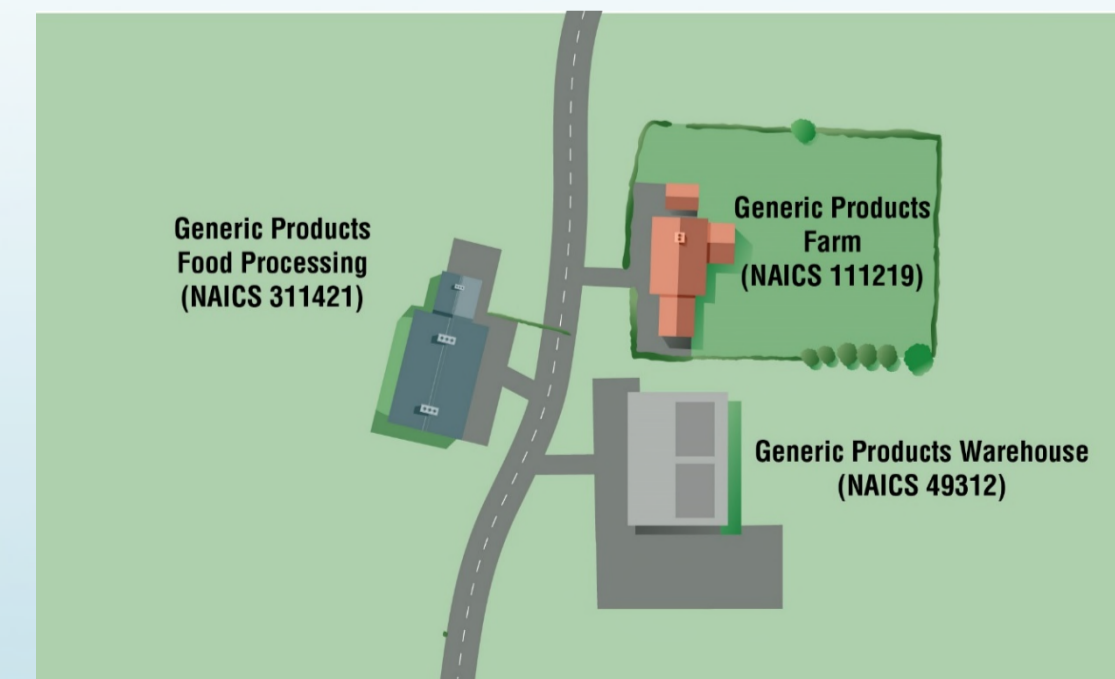 Generic Products
Food Processing
(NAICS 311421)
Generic Products
Farm
(NAICS 111219)
Generic Products Warehouse
(NAICS 49312)